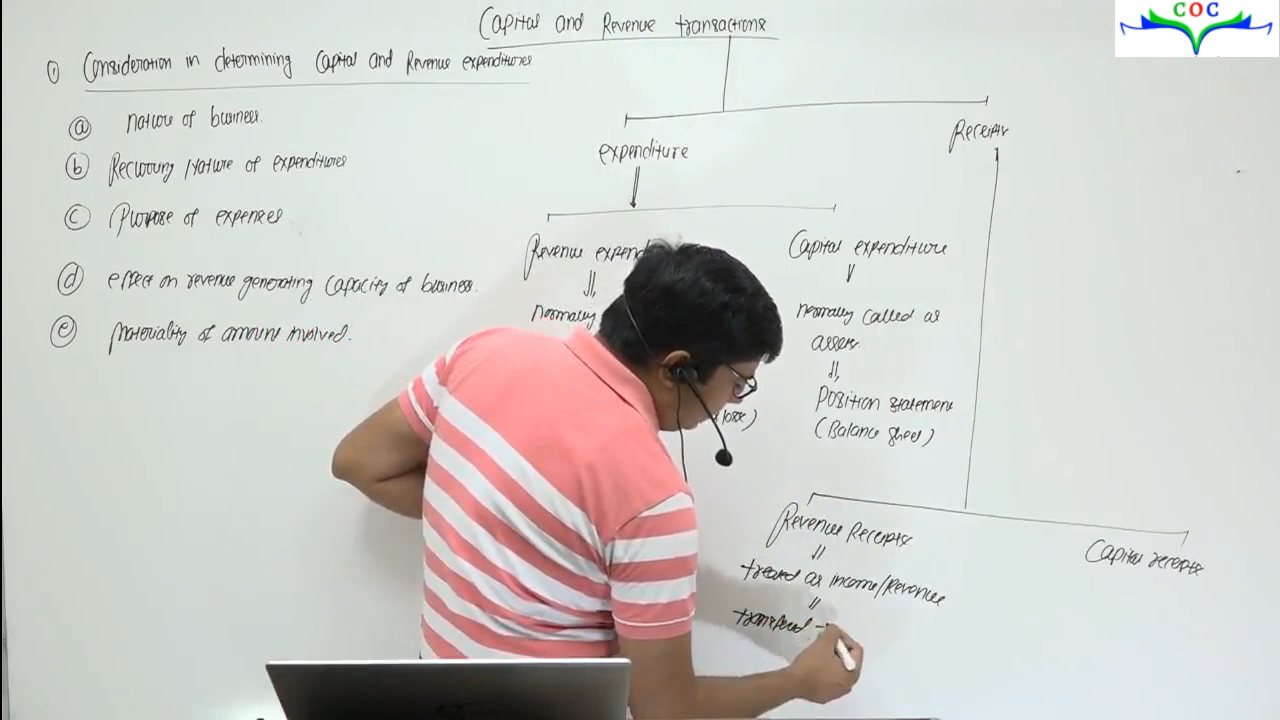 Capital and Revenue transactions
COC
① Consideration in determining Capital and Revenue expenditures
ⓐ Nature of business.
ⓑ Recurring Nature of expenditures
ⓒ Purpose of expenses
ⓓ effect on revenue generating capacity of business.
ⓔ Materiality of amount involved.
expenditure
Receipts
Revenue expend
Normally
loss)
Capital expenditure
normally called as
assets
Position statement
(Balance sheet)
Revenue Receipts
treated as income/Revenue
transferred
Capital receipts